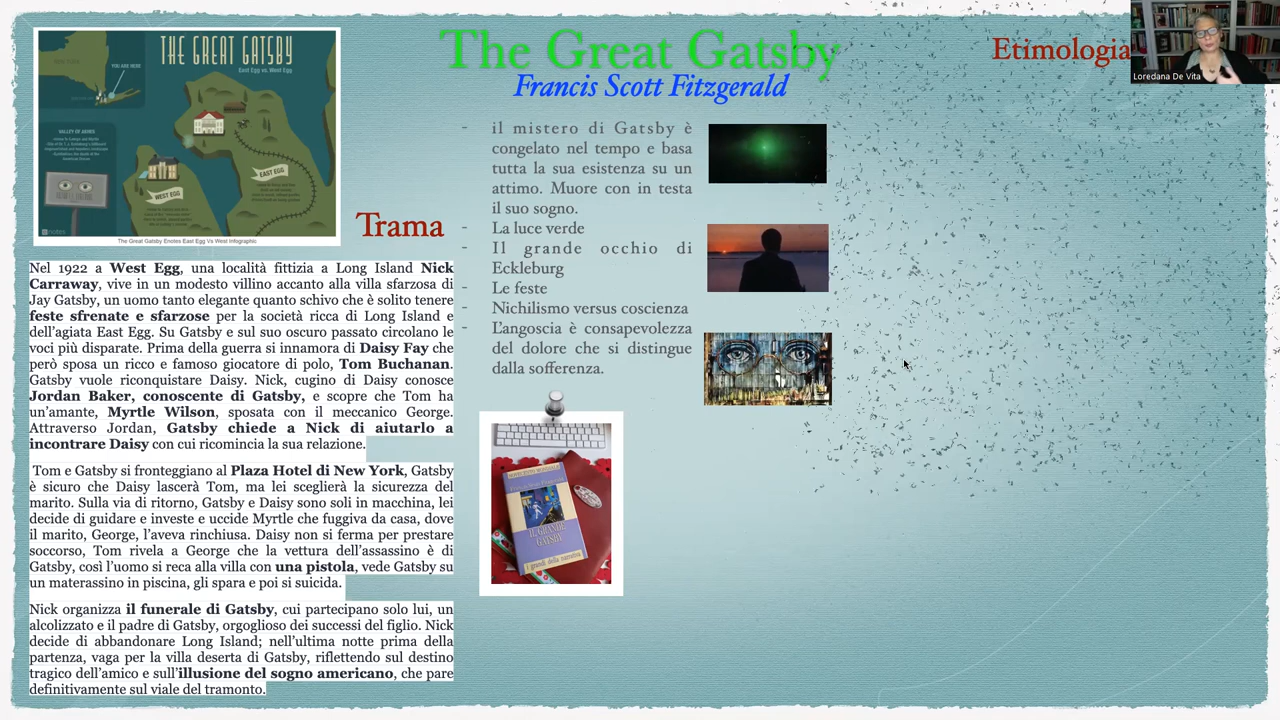 THE GREAT GATSBY
East Egg vs. West Egg
YOU ARE HERE
VALLEY OF ASHES
WEST EGG
EAST EGG
The Great Gatsby Enotes East Egg Vs West Infographic
The Great Gatsby
Francis Scott Fitzgerald
Etimologia
Loredana De Vita
Trama
Nel 1922 a West Egg, una località fittizia a Long Island Nick
Carraway, vive in un modesto villino accanto alla villa sfarzosa di
Jay Gatsby, un uomo tanto elegante quanto schivo che è solito tenere
feste sfrenate e sfarzose per la società ricca di Long Island e
dell'agiata East Egg. Su Gatsby e sul suo oscuro passato circolano le
voci più disparate. Prima della guerra si innamora di Daisy Fay che
però sposa un ricco e famoso giocatore di polo, Tom Buchanan.
Gatsby vuole riconquistare Daisy. Nick, cugino di Daisy conosce
Jordan Baker, conoscente di Gatsby, e scopre che Tom ha
un'amante, Myrtle Wilson, sposata con il meccanico George.
Attraverso Jordan, Gatsby chiede a Nick di aiutarlo a
incontrare Daisy con cui ricomincia la sua relazione.
Tom e Gatsby si fronteggiano al Plaza Hotel di New York, Gatsby
è sicuro che Daisy lascerà Tom, ma lei sceglierà la sicurezza del
marito. Sulla via di ritorno, Gatsby e Daisy sono soli in macchina, lei
decide di guidare e investe e uccide Myrtle che fuggiva da casa, dove
il marito, George, l'aveva rinchiusa. Daisy non si ferma per prestare
soccorso, Tom rivela a George che la vettura dell'assassino è di
Gatsby, così l'uomo si reca alla villa con una pistola, vede Gatsby su
un materassino in piscina, gli spara e poi si suicida.
Nick organizza il funerale di Gatsby, cui partecipano solo lui, un
alcolizzato e il padre di Gatsby, orgoglioso dei successi del figlio. Nick
decide di abbandonare Long Island; nell'ultima notte prima della
partenza, vaga per la villa deserta di Gatsby, riflettendo sul destino
tragico dell'amico e sull'illusione del sogno americano, che pare
definitivamente sul viale del tramonto.
- il mistero di Gatsby è
congelato nel tempo e basa
tutta la sua esistenza su un
attimo. Muore con in testa
il suo sogno.
- La luce verde
- Il grande occhio di
Eckleburg
- Le feste
- Nichilismo versus coscienza
- L'angoscia è consapevolezza
del dolore che si distingue
dalla sofferenza.
IL GRANDE
GATSBY